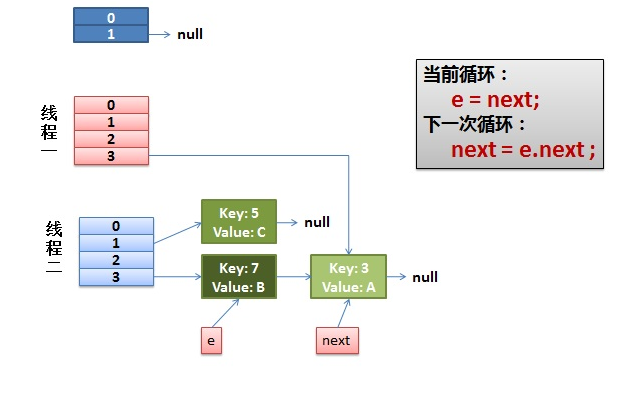 0
1
null
线程一
0
1
2
3
当前循环：
e = next;
下一次循环：
next = e.next ;
线程二
0
1
2
3
Key: 5
Value: C
null
Key: 7
Value: B
Key: 3
Value: A
null
e
next